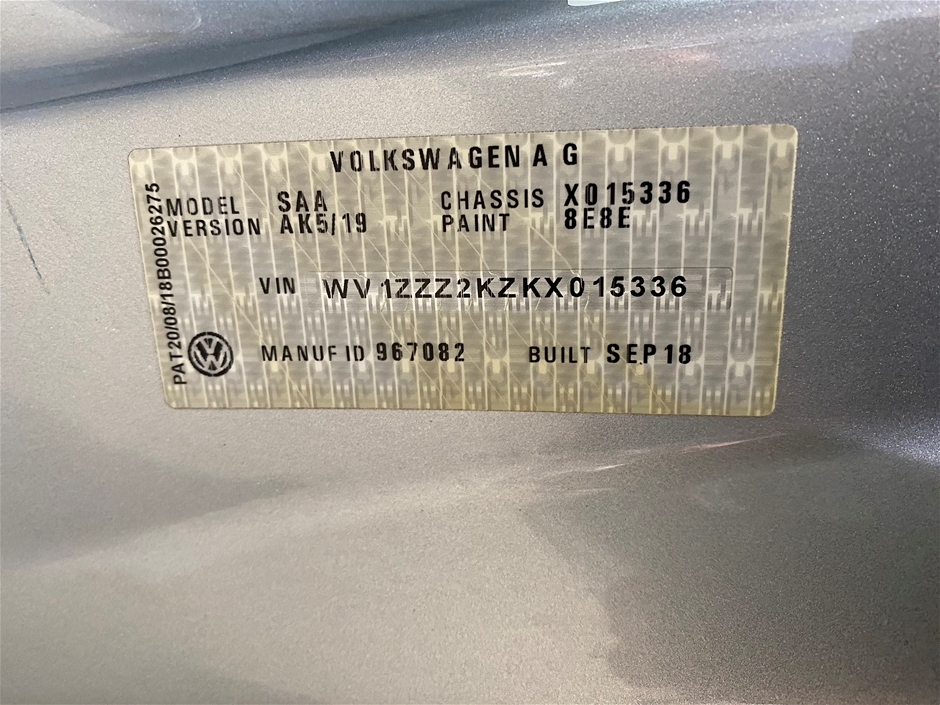 VOLKSWAGEN A G
MODEL SAA CHASSIS X015336
VERSION AK5/19 PAINT 8E8E
VIN WV1ZZZ2KZKX015336
MANUF ID 967082 BUILT SEP 18
PAT20/08/18B00026275